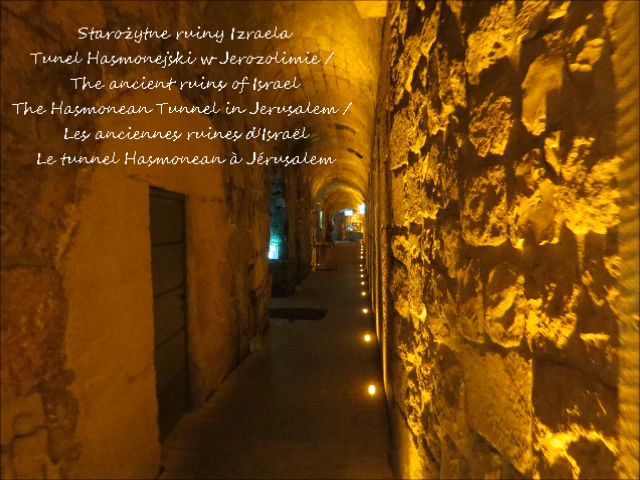 Starożytne ruiny Izraela
Tunel Hasmonejski w Jerozolimie /
The ancient ruins of Israel
The Hasmonean Tunnel in Jerusalem /
Les anciennes ruines d'Israël
Le tunnel Hasmonean à Jérusalem